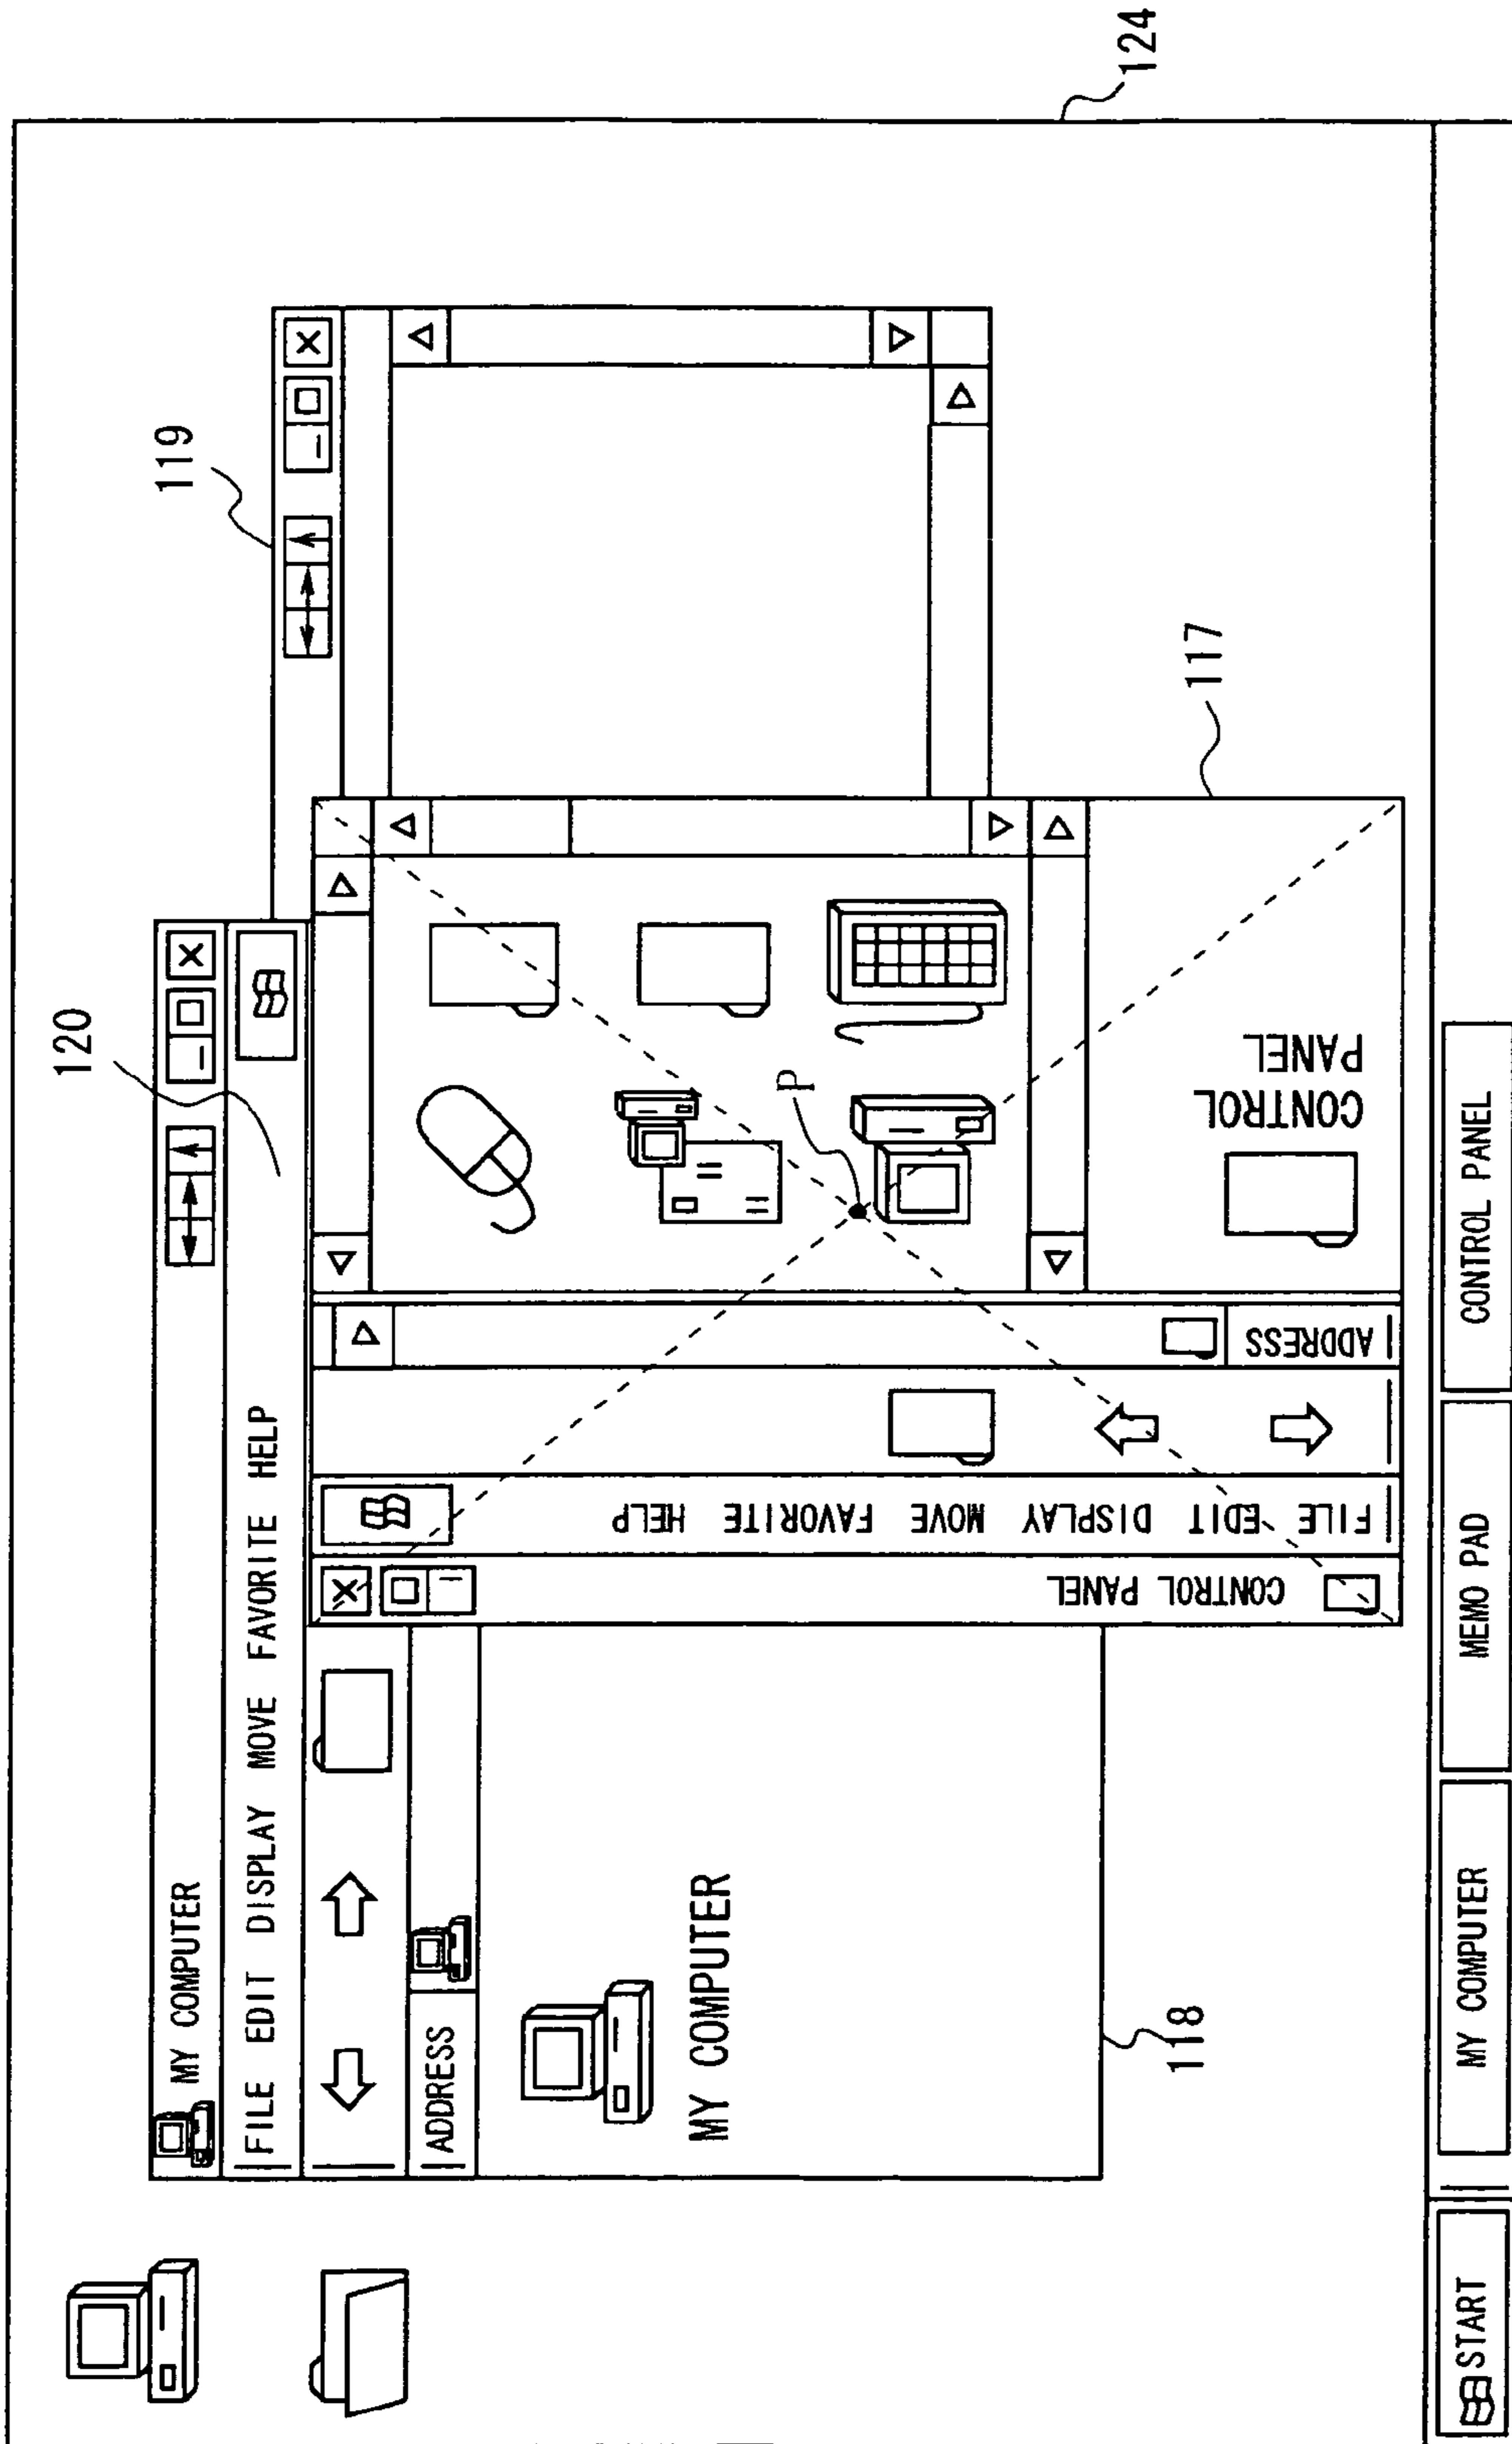 124
119
120
MY COMPUTER
FILE EDIT DISPLAY MOVE FAVORITE HELP
ADDRESS
MY COMPUTER
118
CONTROL PANEL
FILE EDIT DISPLAY MOVE FAVORITE HELP
ADDRESS
CONTROL
PANEL
P
117
START
MY COMPUTER
MEMO PAD
CONTROL PANEL